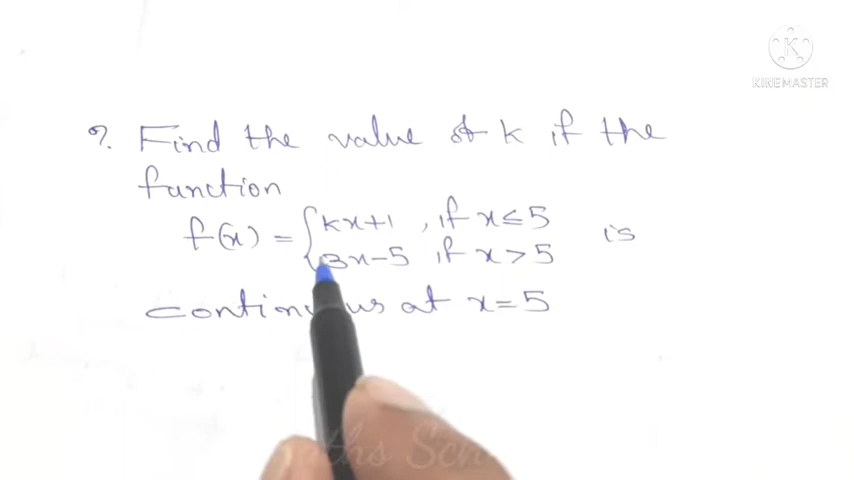 K
KINEMASTER
?. Find the value of k if the
function
f(x) = { kx+1 , if x ≤ 5
3x-5 if x > 5 is
continuous at x = 5